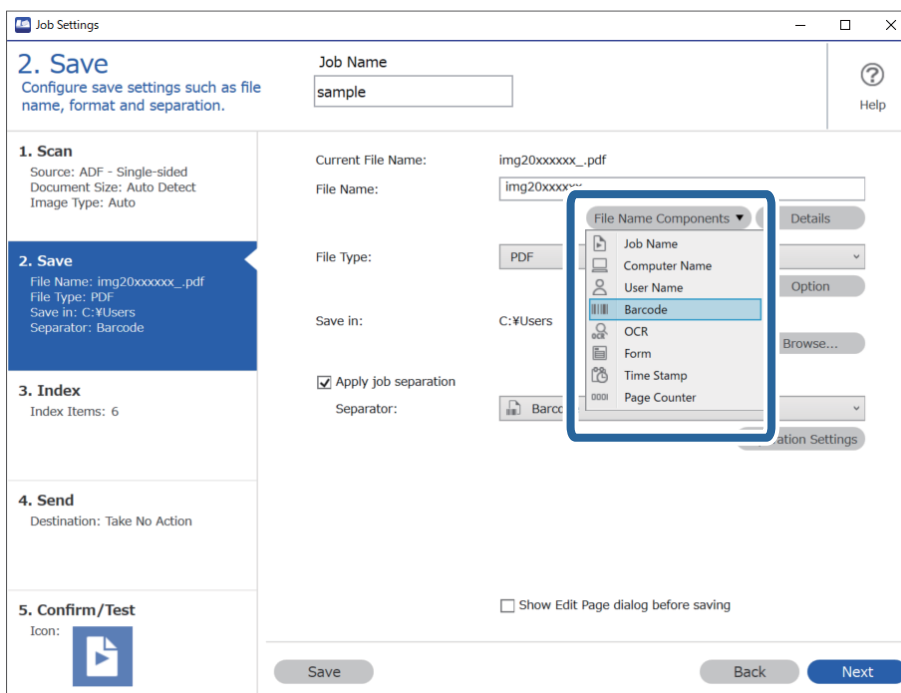 Job Settings
2. Save
Configure save settings such as file
name, format and separation.
Job Name
sample
Help
1. Scan
Source: ADF - Single-sided
Document Size: Auto Detect
Image Type: Auto
2. Save
File Name: img20xxxxxx_.pdf
File Type: PDF
Save in: C:¥Users
Separator: Barcode
3. Index
Index Items: 6
4. Send
Destination: Take No Action
5. Confirm/Test
Icon:
Current File Name: img20xxxxxx_.pdf
File Name: img20xxxxxx
File Name Components Details
Job Name
Computer Name
User Name
Barcode
OCR
Form
Time Stamp
Page Counter
File Type: PDF
Option
Save in: C:¥Users
Browse...
Apply job separation
Separator:
Settings
Show Edit Page dialog before saving
Save
Back
Next